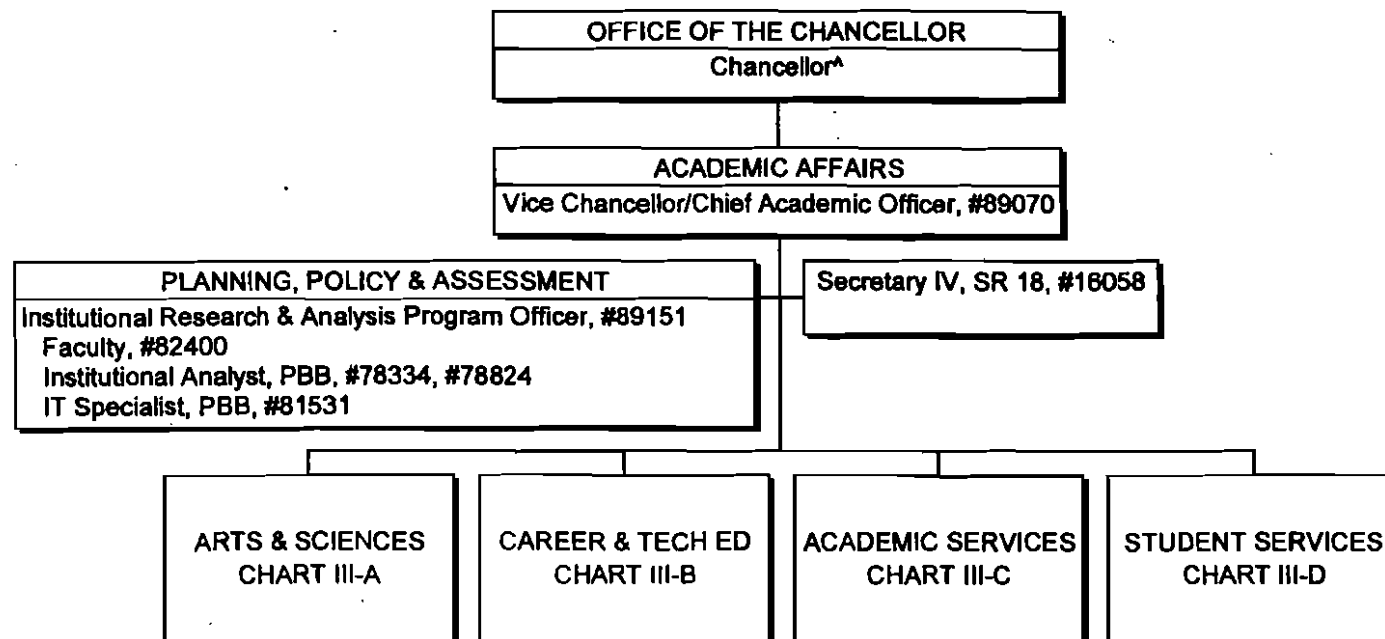 OFFICE OF THE CHANCELLOR
Chancellor^
ACADEMIC AFFAIRS
Vice Chancellor/Chief Academic Officer, #89070
PLANNING, POLICY & ASSESSMENT
Institutional Research & Analysis Program Officer, #89151
Faculty, #82400
Institutional Analyst, PBB, #78334, #78824
IT Specialist, PBB, #81531
Secretary IV, SR 18, #16058
ARTS & SCIENCES
CHART III-A
CAREER & TECH ED
CHART III-B
ACADEMIC SERVICES
CHART III-C
STUDENT SERVICES
CHART III-D